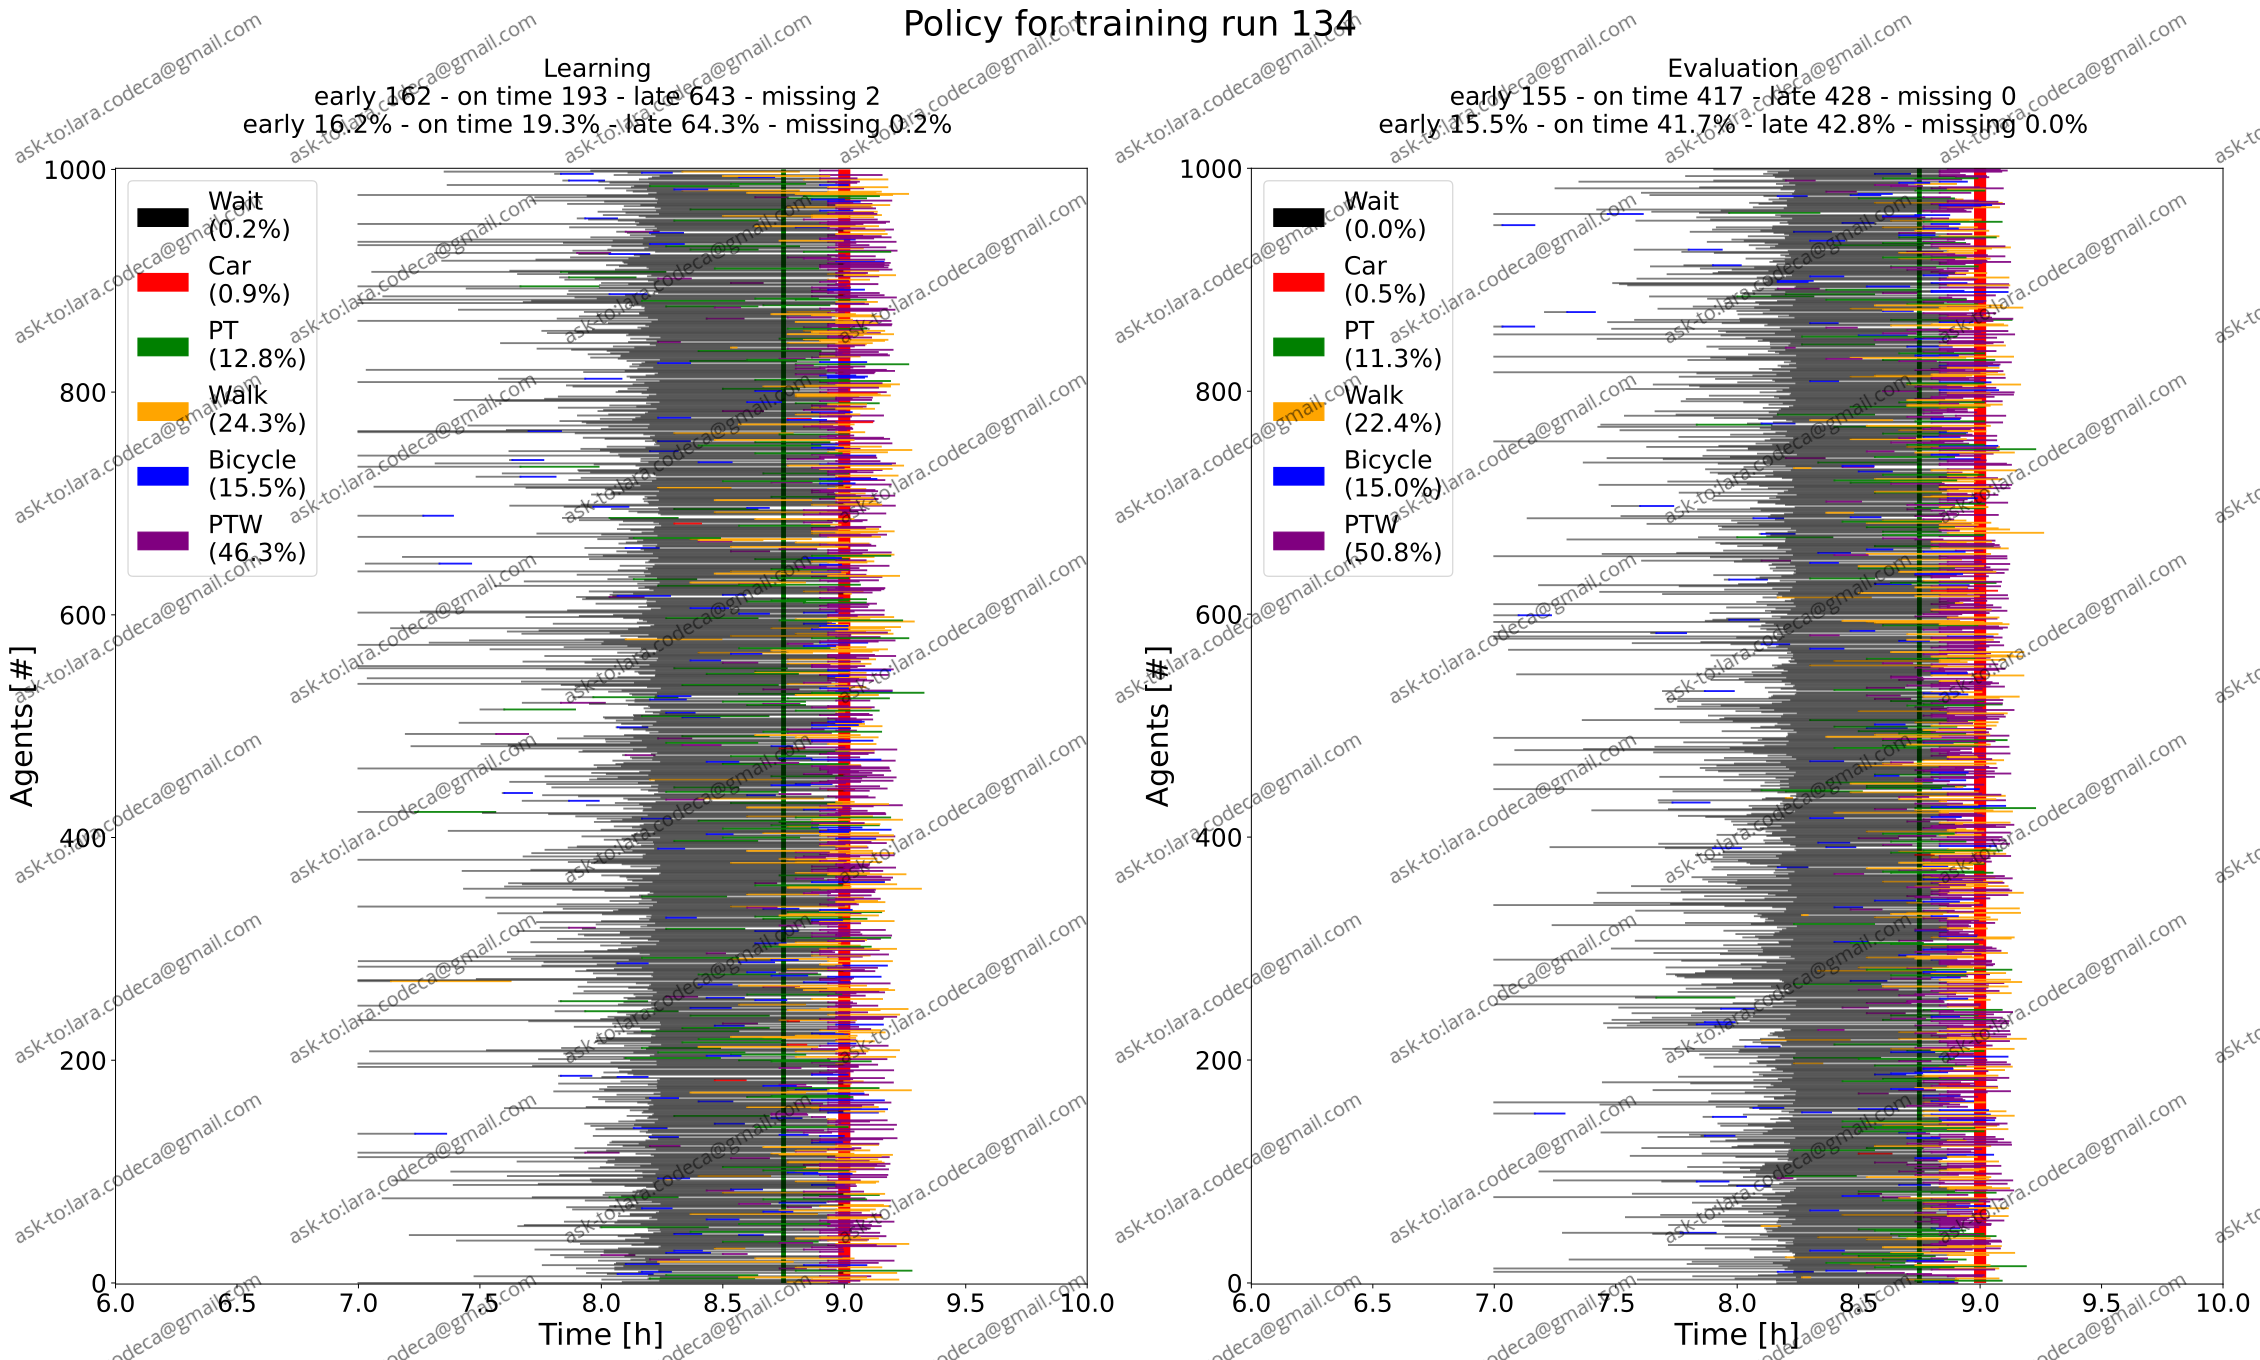 Policy for training run 134
Learning
early 162 - on time 193 - late 643 - missing 2
early 16.2% - on time 19.3% - late 64.3% - missing 0.2%
Wait
(0.2%)
Car
(0.9%)
PT
(12.8%)
Walk
(24.3%)
Bicycle
(15.5%)
PTW
(46.3%)
1000
800
600
400
200
0
Agents [#]
6.0 6.5 7.0 7.5 8.0 8.5 9.0 9.5 10.0
Time [h]
Evaluation
early 155 - on time 417 - late 428 - missing 0
early 15.5% - on time 41.7% - late 42.8% - missing 0.0%
Wait
(0.0%)
Car
(0.5%)
PT
(11.3%)
Walk
(22.4%)
Bicycle
(15.0%)
PTW
(50.8%)
1000
800
600
400
200
0
Agents [#]
6.0 6.5 7.0 7.5 8.0 8.5 9.0 9.5 10.0
Time [h]
ask-to:lara.codeca@gmail.com